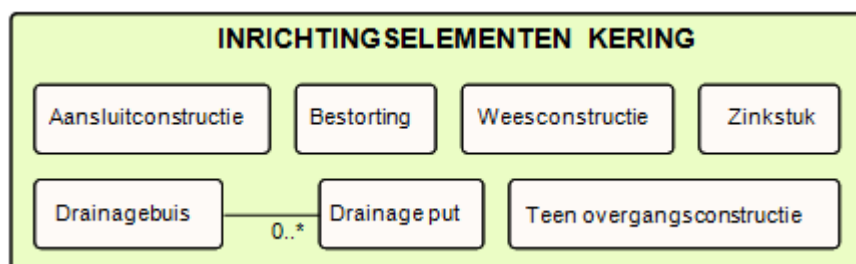 INRICHTINGSELEMENTEN KERING
Aansluitconstructie Bestorting Weesconstructie Zinkstuk
Drainagebuis 0..* Drainage put Teen overgangsconstructie